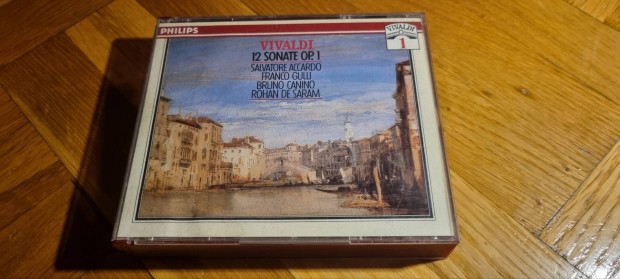 PHILIPS
VIVALDI
12 SONATE OP. 1
SALVATORE ACCARDO
FRANCO GULLI
BRUNO CANINO
ROHAN DE SARAM
VIVALDI
1